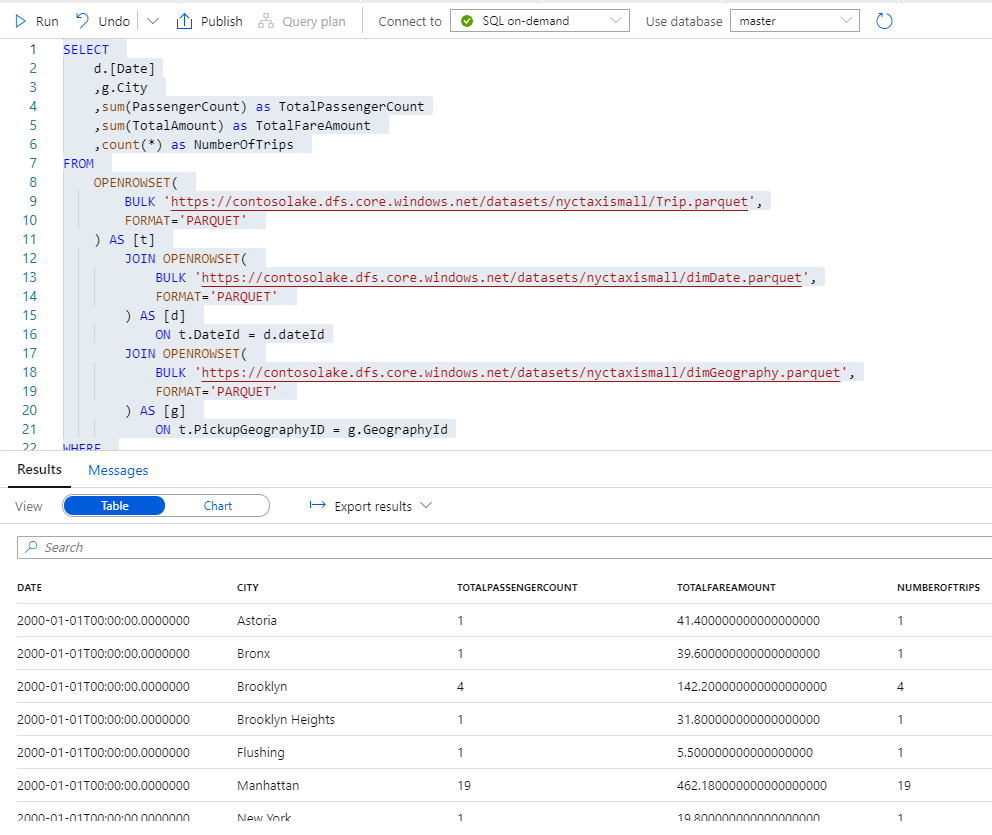 Run Undo Publish Query plan Connect to SQL on-demand Use database master
1 SELECT
2 d.[Date]
3 ,g.City
4 ,sum(PassengerCount) as TotalPassengerCount
5 ,sum(TotalAmount) as TotalFareAmount
6 ,count(*) as NumberOfTrips
7 FROM
8 OPENROWSET(
9 BULK 'https://contosolake.dfs.core.windows.net/datasets/nyctaxismall/Trip.parquet',
10 FORMAT='PARQUET'
11 ) AS [t]
12 JOIN OPENROWSET(
13 BULK 'https://contosolake.dfs.core.windows.net/datasets/nyctaxismall/dimDate.parquet',
14 FORMAT='PARQUET'
15 ) AS [d]
16 ON t.DateId = d.dateId
17 JOIN OPENROWSET(
18 BULK 'https://contosolake.dfs.core.windows.net/datasets/nyctaxismall/dimGeography.parquet',
19 FORMAT='PARQUET'
20 ) AS [g]
21 ON t.PickupGeographyID = g.GeographyId
22 WHERE
Results Messages
View Table Chart Export results
Search
DATE CITY TOTALPASSENGERCOUNT TOTALFAREAMOUNT NUMBEROFTRIPS
2000-01-01T00:00:00.0000000 Astoria 1 41.400000000000000000 1
2000-01-01T00:00:00.0000000 Bronx 1 39.600000000000000000 1
2000-01-01T00:00:00.0000000 Brooklyn 4 142.200000000000000000 4
2000-01-01T00:00:00.0000000 Brooklyn Heights 1 31.800000000000000000 1
2000-01-01T00:00:00.0000000 Flushing 1 5.500000000000000000 1
2000-01-01T00:00:00.0000000 Manhattan 19 462.180000000000000000 19
2000-01-01T00:00:00.0000000 New York 1 19.800000000000000000 1